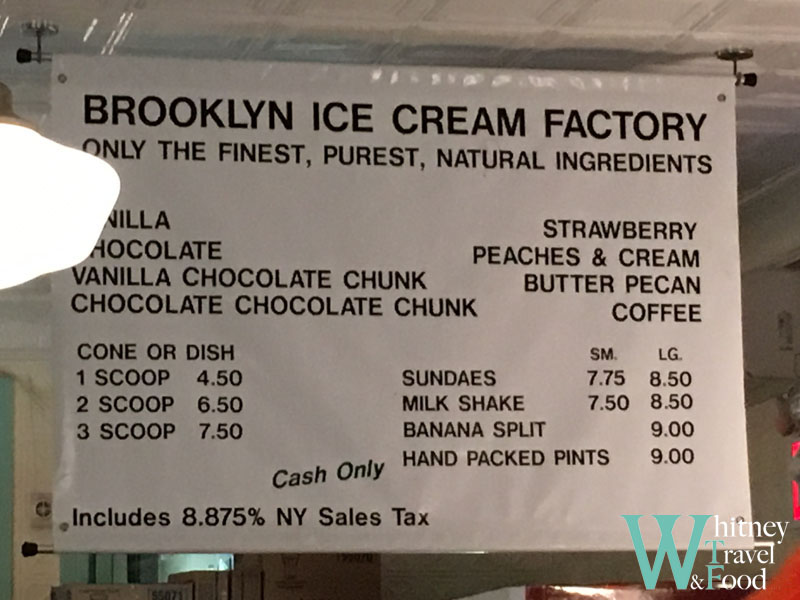 BROOKLYN ICE CREAM FACTORY
ONLY THE FINEST, PUREST, NATURAL INGREDIENTS
VANILLA STRAWBERRY
CHOCOLATE PEACHES & CREAM
VANILLA CHOCOLATE CHUNK BUTTER PECAN
CHOCOLATE CHOCOLATE CHUNK COFFEE
CONE OR DISH SM. LG.
1 SCOOP 4.50 SUNDAES 7.75 8.50
2 SCOOP 6.50 MILK SHAKE 7.50 8.50
3 SCOOP 7.50 BANANA SPLIT 9.00
Cash Only HAND PACKED PINTS 9.00
Includes 8.875% NY Sales Tax
Whitney
Travel
&Food